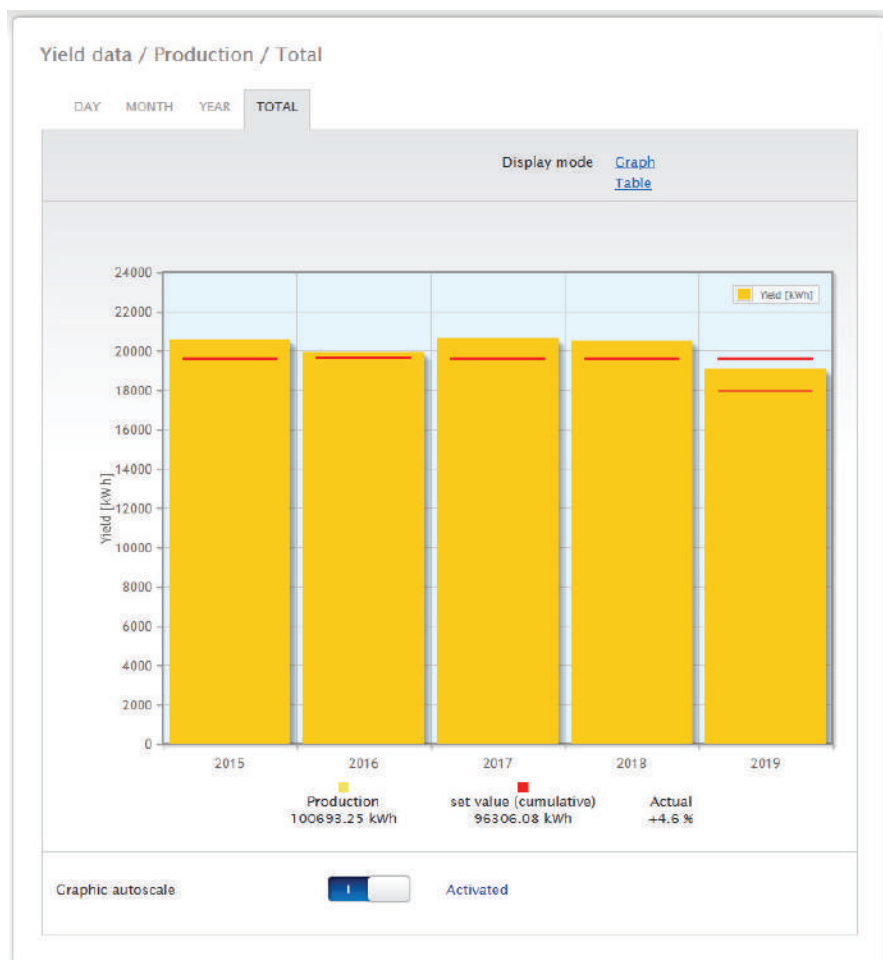 Yield data / Production / Total
DAY MONTH YEAR TOTAL
Display mode Graph
Table
24000
Yield [kWh]
22000
20000
18000
16000
14000
Yield [kWh]
12000
10000
8000
6000
4000
2000
0
2015 2016 2017 2018 2019
Production set value (cumulative) Actual
100693.25 kWh 96306.08 kWh +4.6 %
Graphic autoscale I Activated